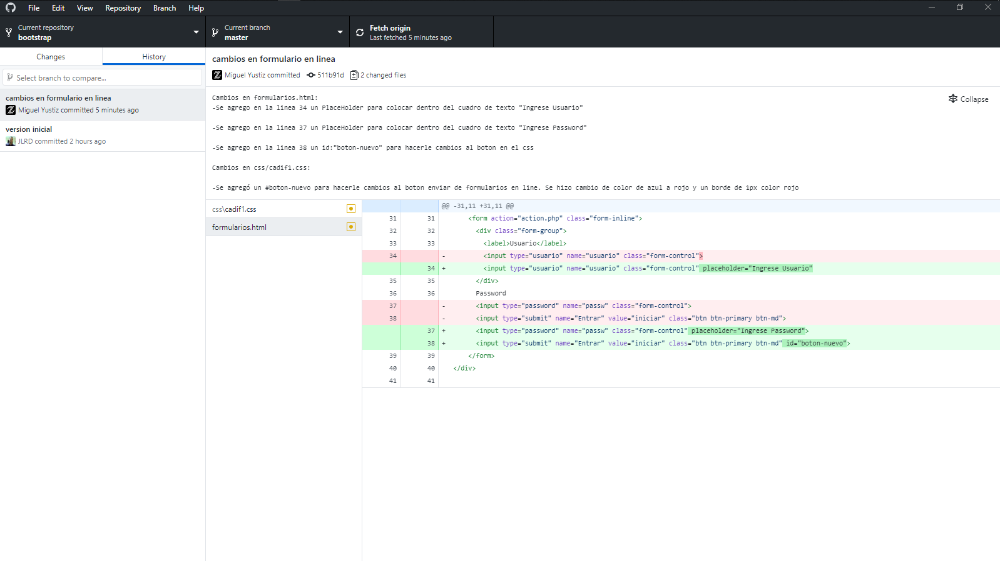 File Edit View Repository Branch Help
Current repository
bootstrap
Current branch
master
Fetch origin
Last fetched 5 minutes ago
Changes
History
Select branch to compare...
cambios en formulario en linea
Miguel Yustiz committed 5 minutes ago
version inicial
JLRD committed 2 hours ago
cambios en formulario en linea
Miguel Yustiz committed 511b91d 2 changed files
Collapse
Cambios en formularios.html:
-Se agrego en la linea 34 un PlaceHolder para colocar dentro del cuadro de texto "Ingrese Usuario"
-Se agrego en la linea 37 un PlaceHolder para colocar dentro del cuadro de texto "Ingrese Password"
-Se agrego en la linea 38 un id:"boton-nuevo" para hacerle cambios al boton en el css
Cambios en css/cadif1.css:
-Se agregó un #boton-nuevo para hacerle cambios al boton enviar de formularios en line. Se hizo cambio de color de azul a rojo y un borde de 1px color rojo
css\cadif1.css
formularios.html
@@ -31,11 +31,11 @@
31 31 <form action="action.php" class="form-inline">
32 32 <div class="form-group">
33 33 <label>Usuario</label>
34 - <input type="usuario" name="usuario" class="form-control">
34 + <input type="usuario" name="usuario" class="form-control" placeholder="Ingrese Usuario"
35 35 </div>
36 36 Password
37 - <input type="password" name="passw" class="form-control">
38 - <input type="submit" name="Entrar" value="iniciar" class="btn btn-primary btn-md">
37 + <input type="password" name="passw" class="form-control" placeholder="Ingrese Password">
38 + <input type="submit" name="Entrar" value="iniciar" class="btn btn-primary btn-md" id="boton-nuevo">
39 39 </form>
40 40 </div>
41 41